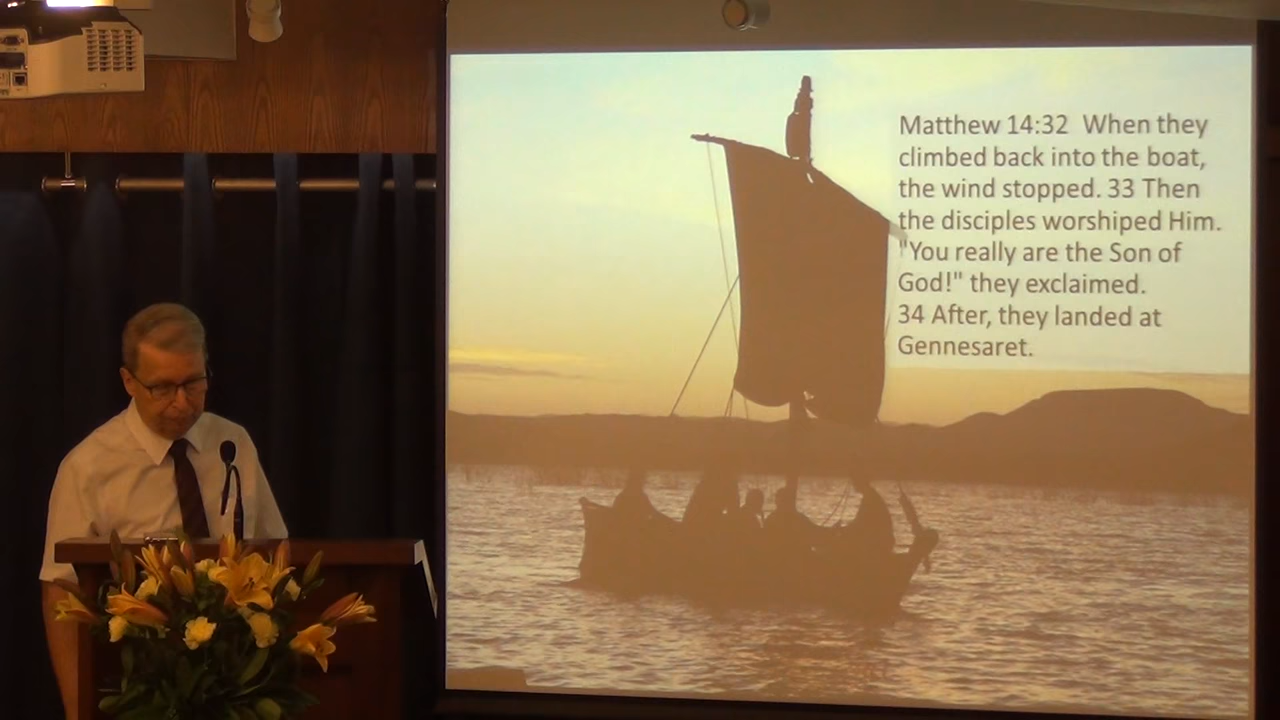 Matthew 14:32 When they
climbed back into the boat,
the wind stopped. 33 Then
the disciples worshiped Him.
"You really are the Son of
God!" they exclaimed.
34 After, they landed at
Gennesaret.